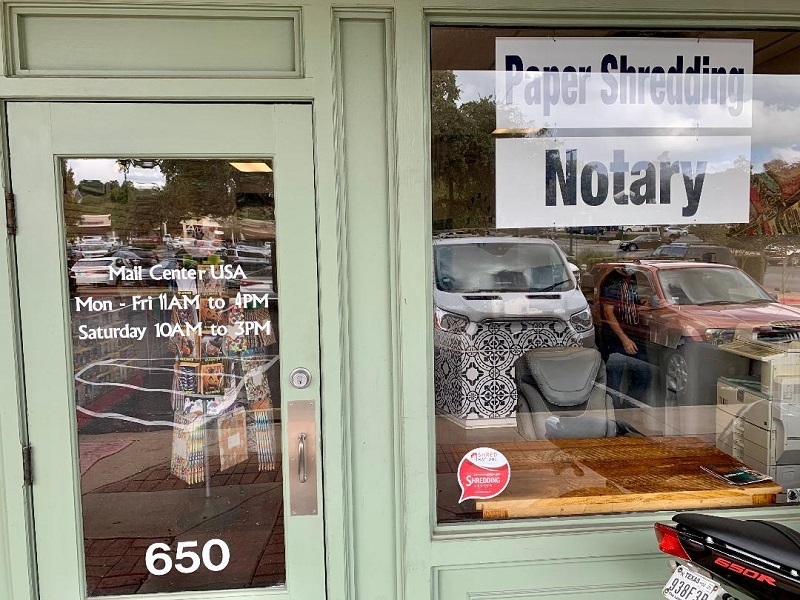 Paper Shredding
Notary
Mail Center USA
Mon - Fri 11AM to 4PM
Saturday 10AM to 3PM
SHRED
SHREDDING
650
650R
TEXAS